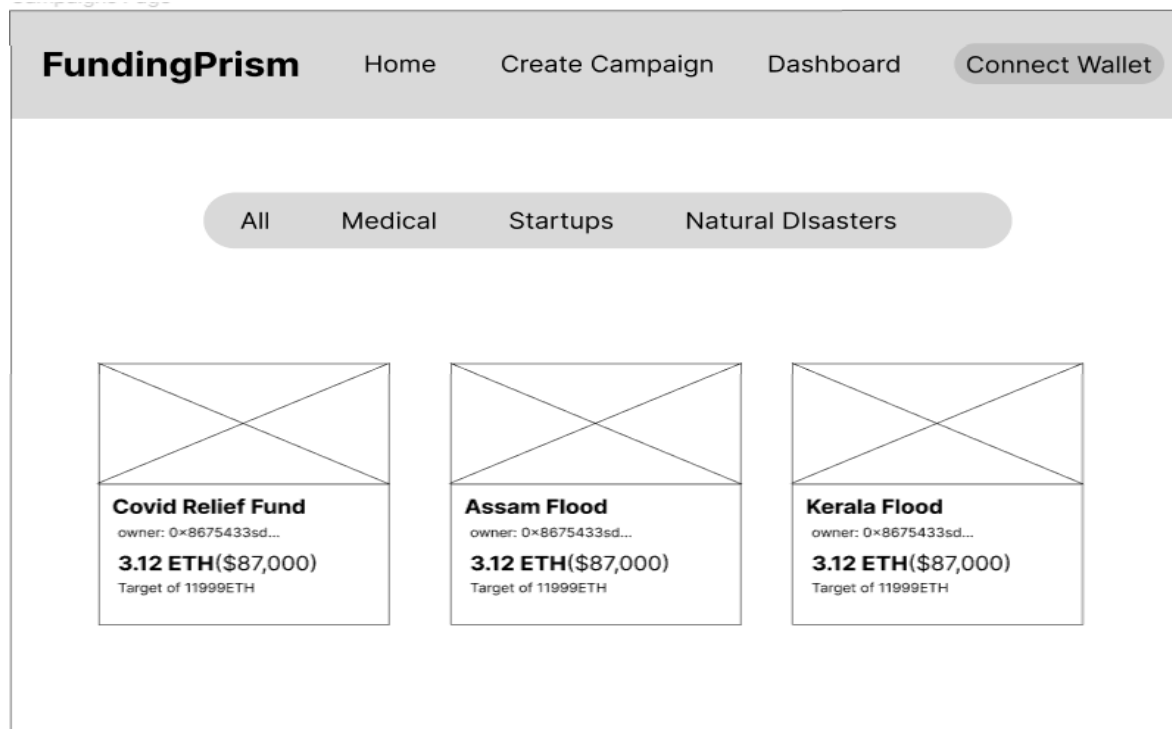 FundingPrism Home Create Campaign Dashboard Connect Wallet
All Medical Startups Natural DIsasters
Covid Relief Fund
owner: 0×8675433sd...
3.12 ETH($87,000)
Target of 11999ETH
Assam Flood
owner: 0×8675433sd...
3.12 ETH($87,000)
Target of 11999ETH
Kerala Flood
owner: 0×8675433sd...
3.12 ETH($87,000)
Target of 11999ETH